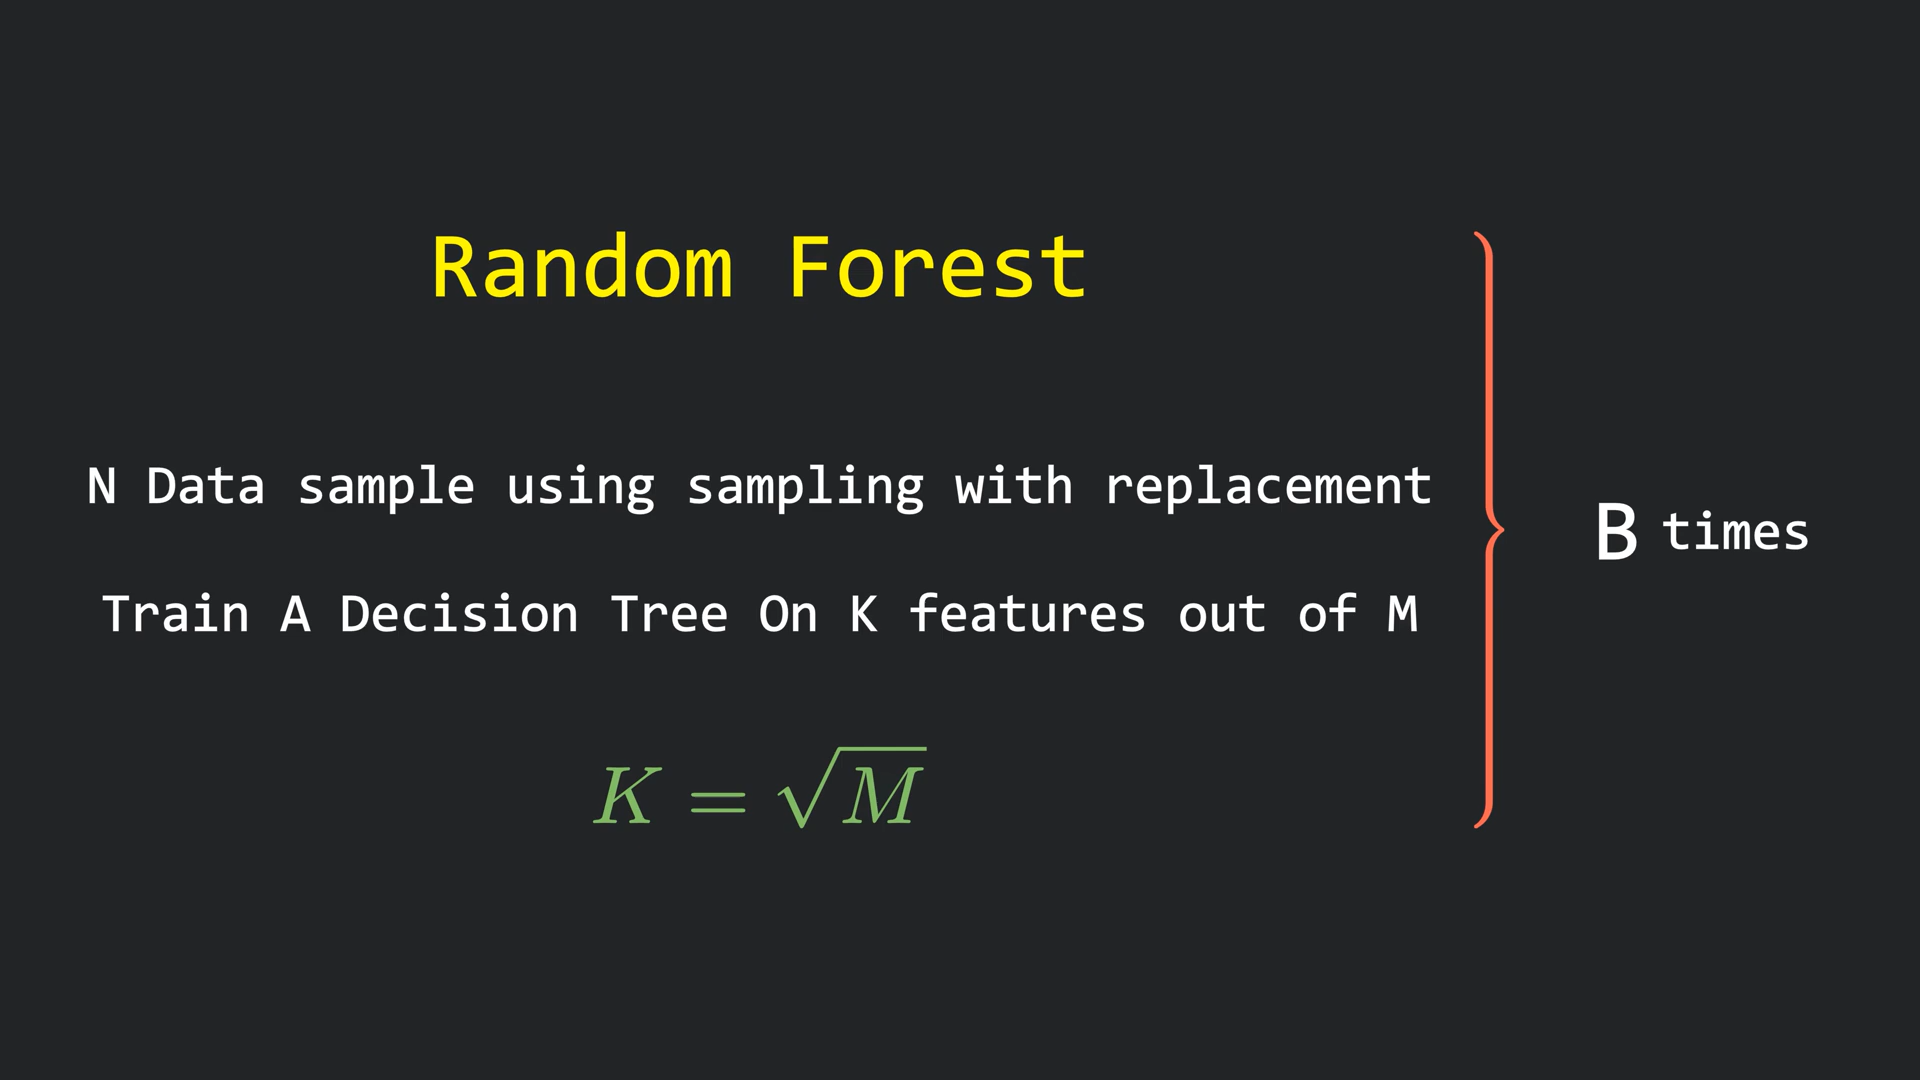 Random Forest
N Data sample using sampling with replacement
Train A Decision Tree On K features out of M
K = √M
B times